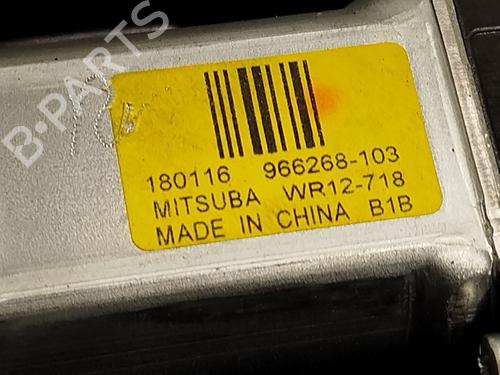 B-PARTS
180116 966268-103
MITSUBA WR12-718
MADE IN CHINA B1B